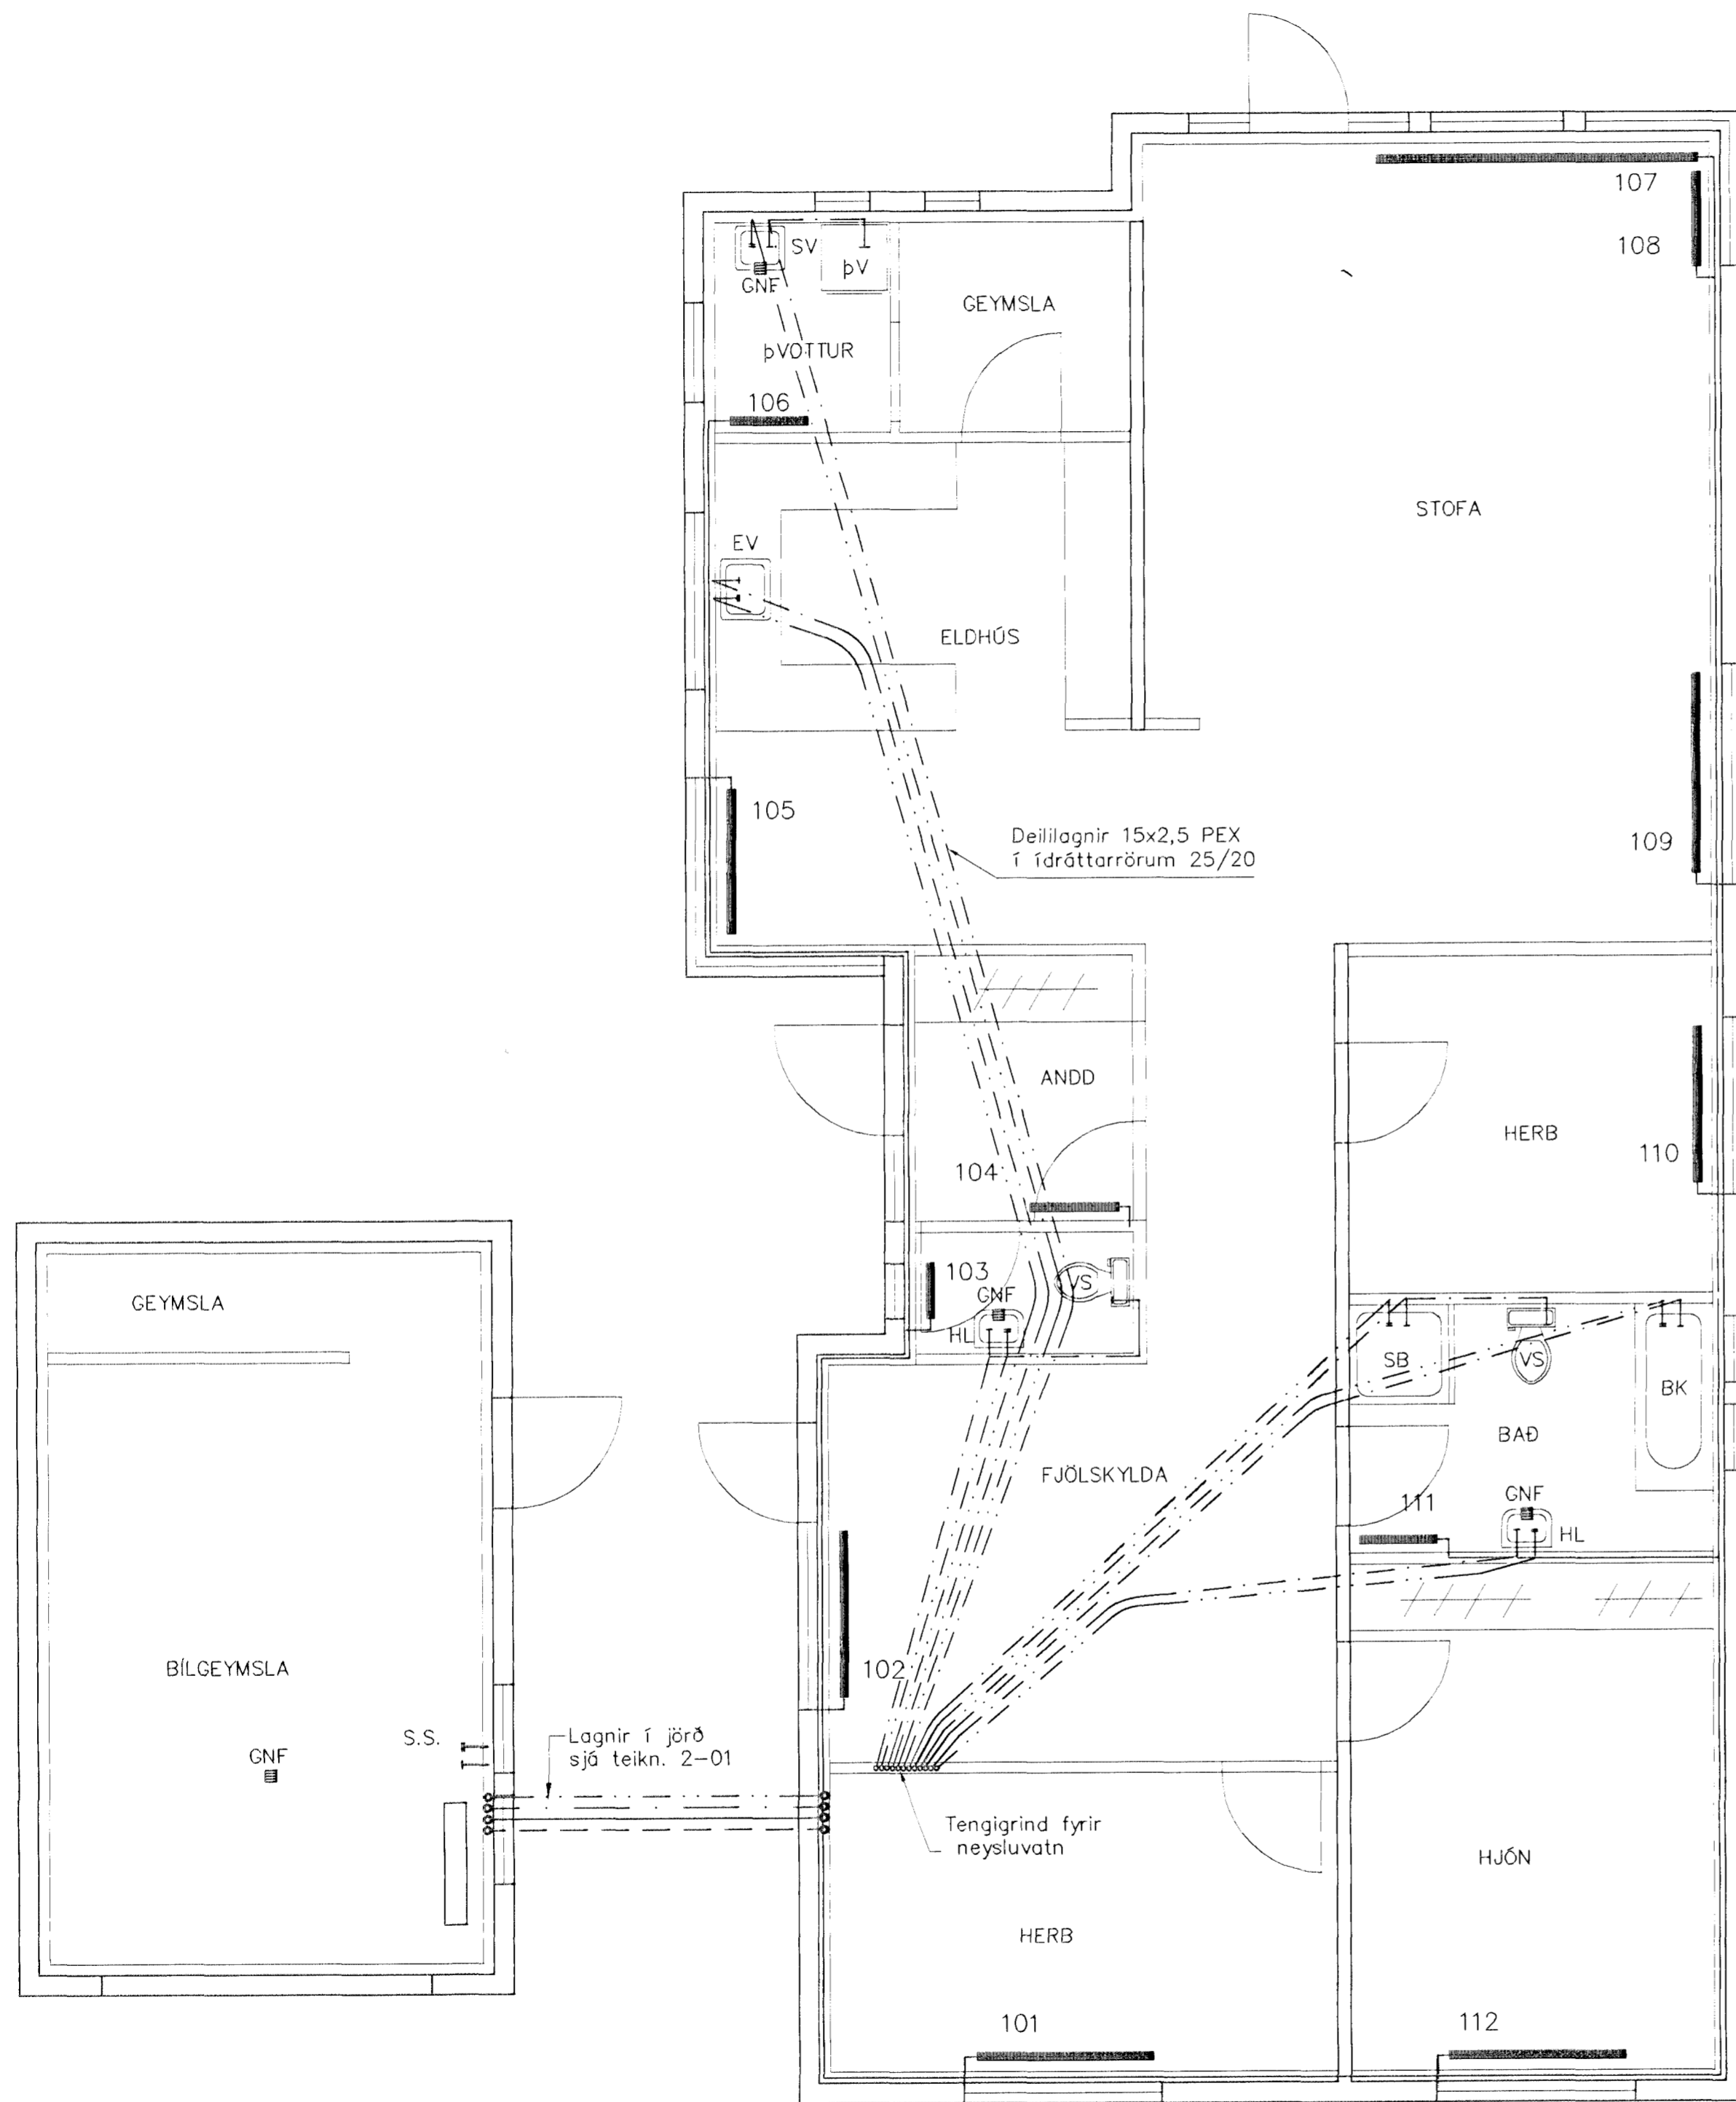 107
108
SV
þV
GNF
GEYMSLA
þVOTTUR
106
STOFA
EV
ELDHÚS
105
Deililagnir 15x2,5 PEX
í ídráttarrörum 25/20
109
ANDD
HERB
110
104
103
GNF
VS
HL
GEYMSLA
SB
VS
BK
BAÐ
FJÖLSKYLDA
111
GNF
HL
102
BÍLGEYMSLA
S.S.
GNF
Lagnir í jörð
sjá teikn. 2-01
Tengigrind fyrir
neysluvatn
HJÓN
HERB
101
112